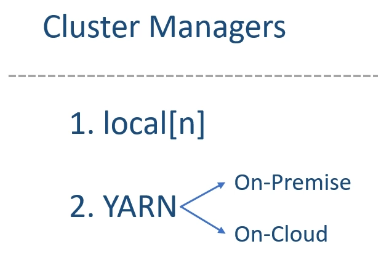 Cluster Managers
1. local[n]
2. YARN
On-Premise
On-Cloud